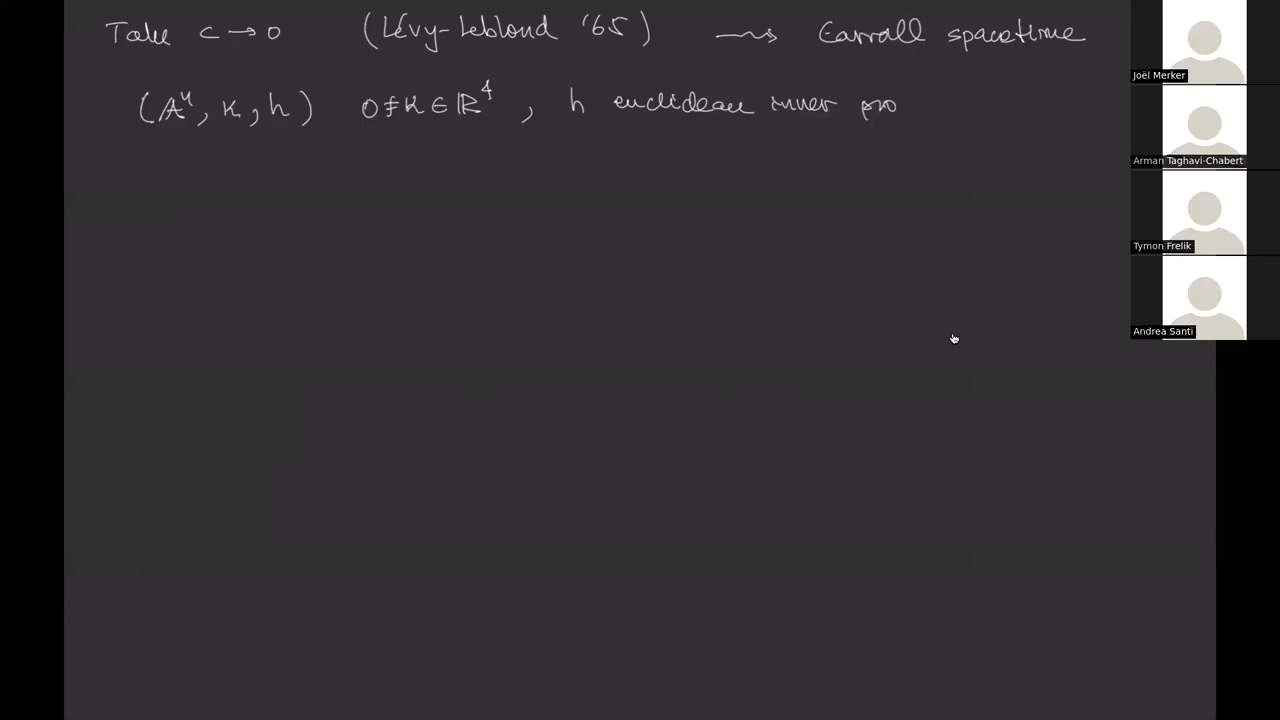 Take c → 0 (Lévy-Leblond '65) ⇝ Carroll spacetime
(A⁴, κ, h) 0 ≠ κ ∈ ℝ⁴, h euclidean inner pro
Joël Merker
Arman Taghavi-Chabert
Tymon Frelik
Andrea Santi